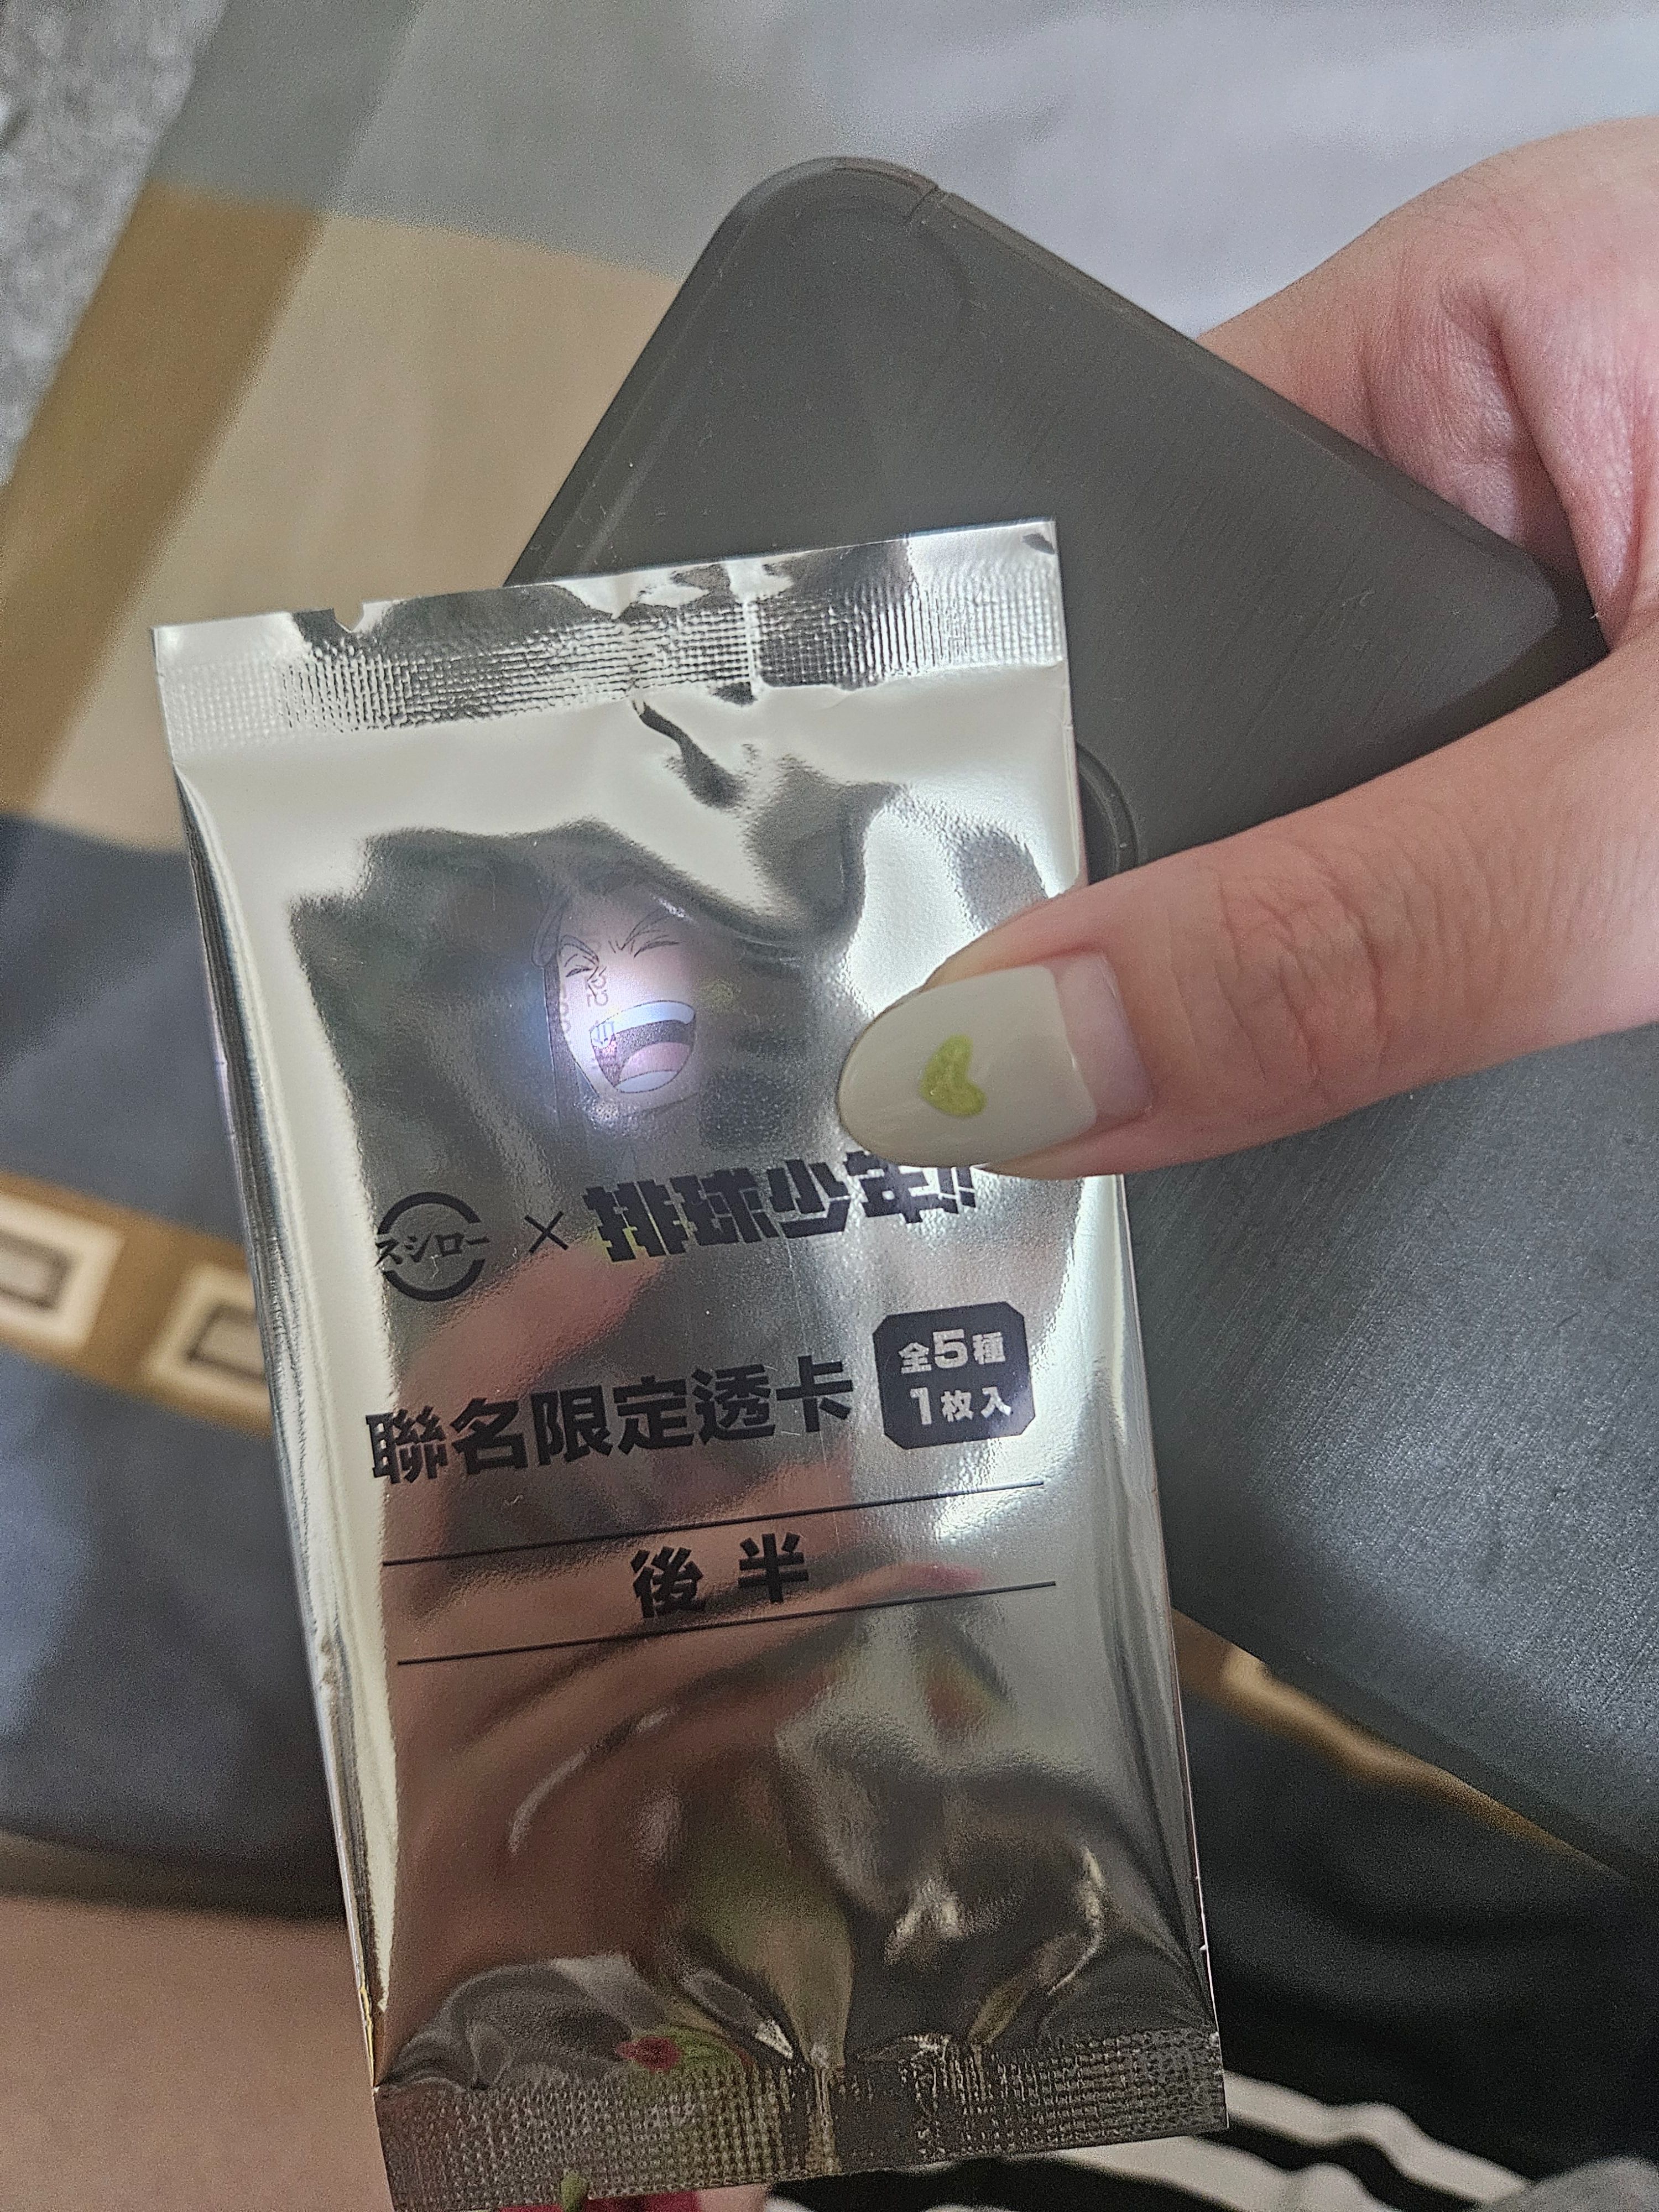 スシロー × 排球少年!!
聯名限定透卡
全5種
1枚入
後半